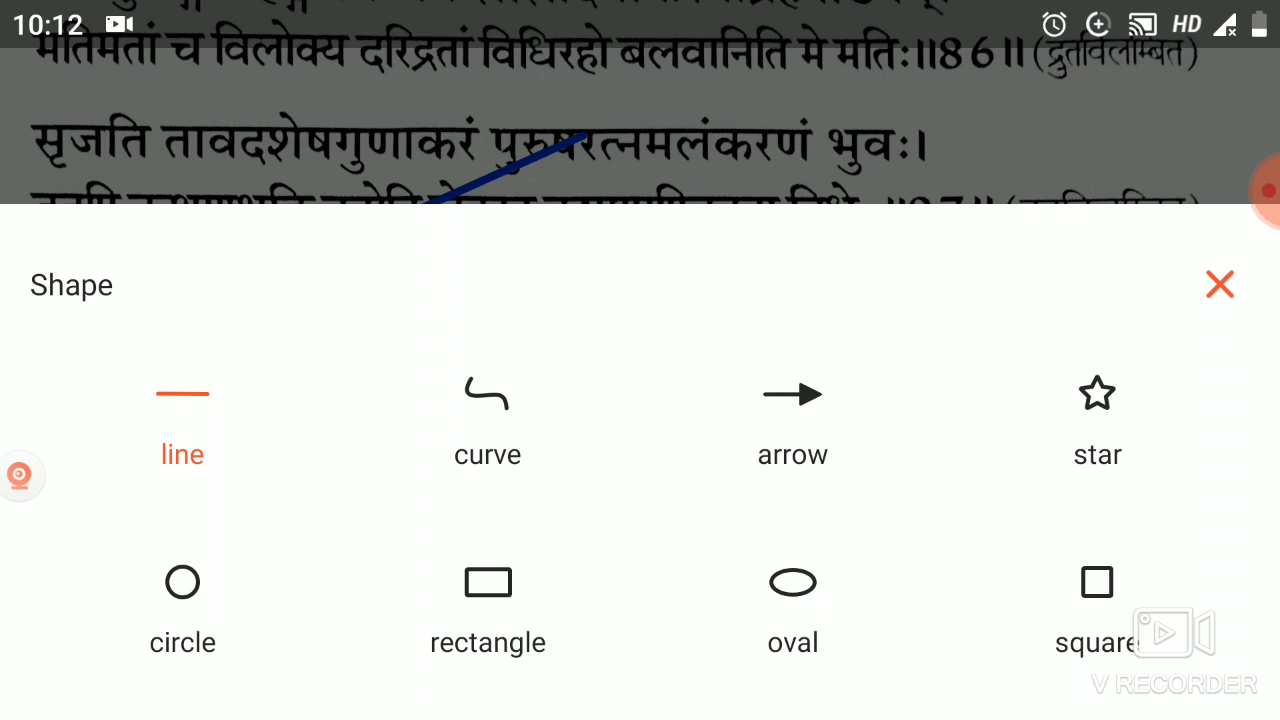 10:12 HD
मतिमतां च विलोक्य दरिद्रतां विधिरहो बलवानिति मे मतिः॥86॥ (द्रुतविलम्बित)
सृजति तावदशेषगुणाकरं पुरुषरत्नमलंकरणं भुवः।
Shape
line curve arrow star
circle rectangle oval square
V RECORDER